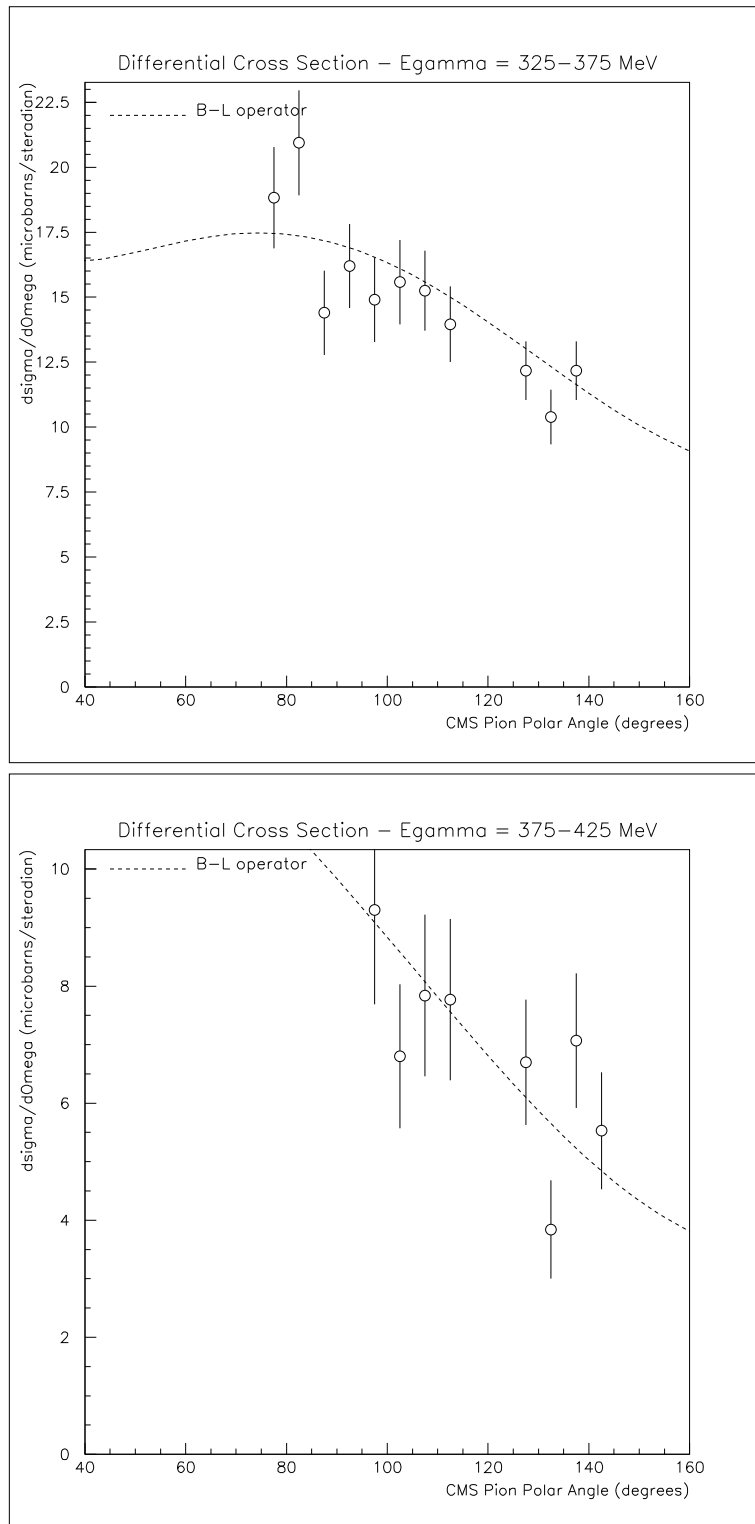 Differential Cross Section − Egamma = 325−375 MeV
dsigma/dOmega (microbarns/steradian)
B−L operator
22.5
20
17.5
15
12.5
10
7.5
5
2.5
0
40 60 80 100 120 140 160
CMS Pion Polar Angle (degrees)
Differential Cross Section − Egamma = 375−425 MeV
dsigma/dOmega (microbarns/steradian)
B−L operator
10
8
6
4
2
0
40 60 80 100 120 140 160
CMS Pion Polar Angle (degrees)